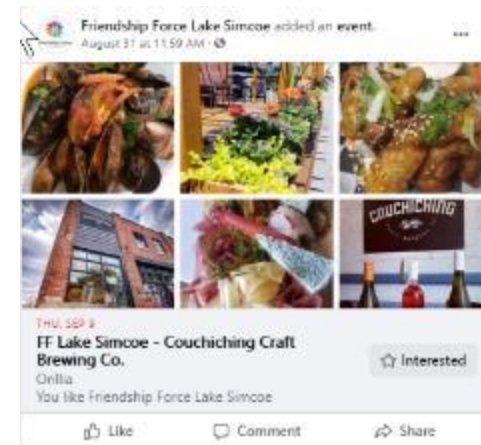 Friendship Force Lake Simcoe added an event.
August 31 at 11:59 AM
COUCHICHING
THU, SEP 9
FF Lake Simcoe - Couchiching Craft
Brewing Co.
Interested
Orillia
You like Friendship Force Lake Simcoe
Like Comment Share